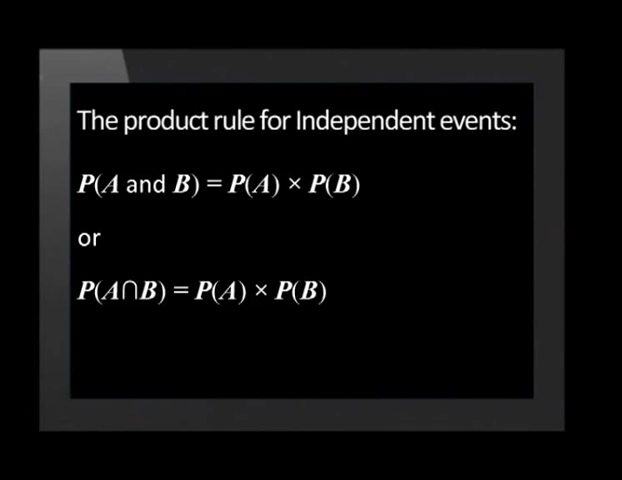 The product rule for Independent events:
P(A and B) = P(A) × P(B)
or
P(A∩B) = P(A) × P(B)